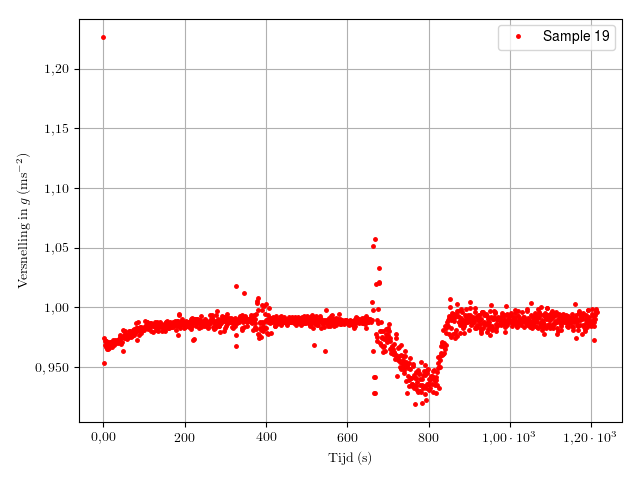 Sample 19
1,20
1,15
1,10
1,05
1,00
0,950
Versnelling in g (ms⁻²)
0,00 200 400 600 800 1,00 · 10³ 1,20 · 10³
Tijd (s)